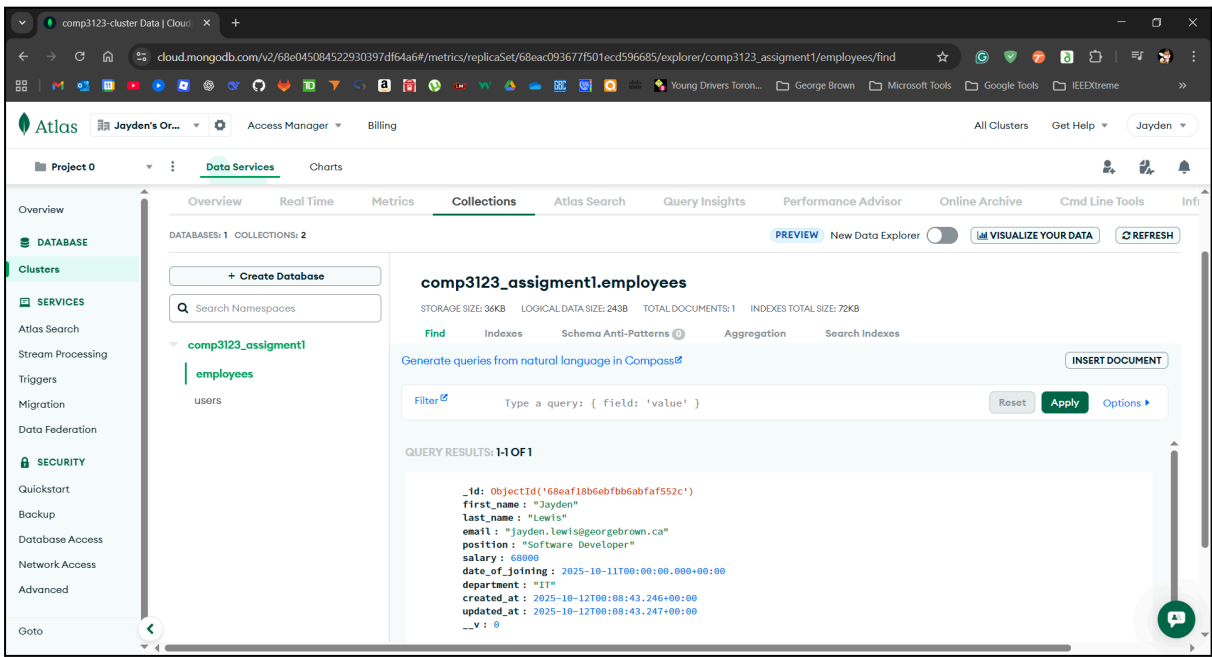 comp3123-cluster Data | Cloud:
cloud.mongodb.com/v2/68e045084522930397df64a6#/metrics/replicaSet/68eac093677f501ecd596685/explorer/comp3123_assigment1/employees/find
Young Drivers Toron... George Brown Microsoft Tools Google Tools IEEEXtreme
Atlas Jayden's Or... Access Manager Billing All Clusters Get Help Jayden
Project 0 Data Services Charts
Overview Real Time Metrics Collections Atlas Search Query Insights Performance Advisor Online Archive Cmd Line Tools Infr
DATABASES: 1 COLLECTIONS: 2 PREVIEW New Data Explorer VISUALIZE YOUR DATA REFRESH
Overview
DATABASE
Clusters
SERVICES
Atlas Search
Stream Processing
Triggers
Migration
Data Federation
SECURITY
Quickstart
Backup
Database Access
Network Access
Advanced
Goto
+ Create Database
Search Namespaces
comp3123_assigment1
employees
users
comp3123_assigment1.employees
STORAGE SIZE: 36KB LOGICAL DATA SIZE: 243B TOTAL DOCUMENTS: 1 INDEXES TOTAL SIZE: 72KB
Find Indexes Schema Anti-Patterns 0 Aggregation Search Indexes
Generate queries from natural language in Compass
INSERT DOCUMENT
Filter Type a query: { field: 'value' } Reset Apply Options
QUERY RESULTS: 1-1 OF 1
_id: ObjectId('68eaf18b6ebfbb6abfaf552c')
first_name : "Jayden"
last_name : "Lewis"
email : "jayden.lewis@georgebrown.ca"
position : "Software Developer"
salary : 68000
date_of_joining : 2025-10-11T00:00:00.000+00:00
department : "IT"
created_at : 2025-10-12T00:08:43.246+00:00
updated_at : 2025-10-12T00:08:43.247+00:00
__v : 0